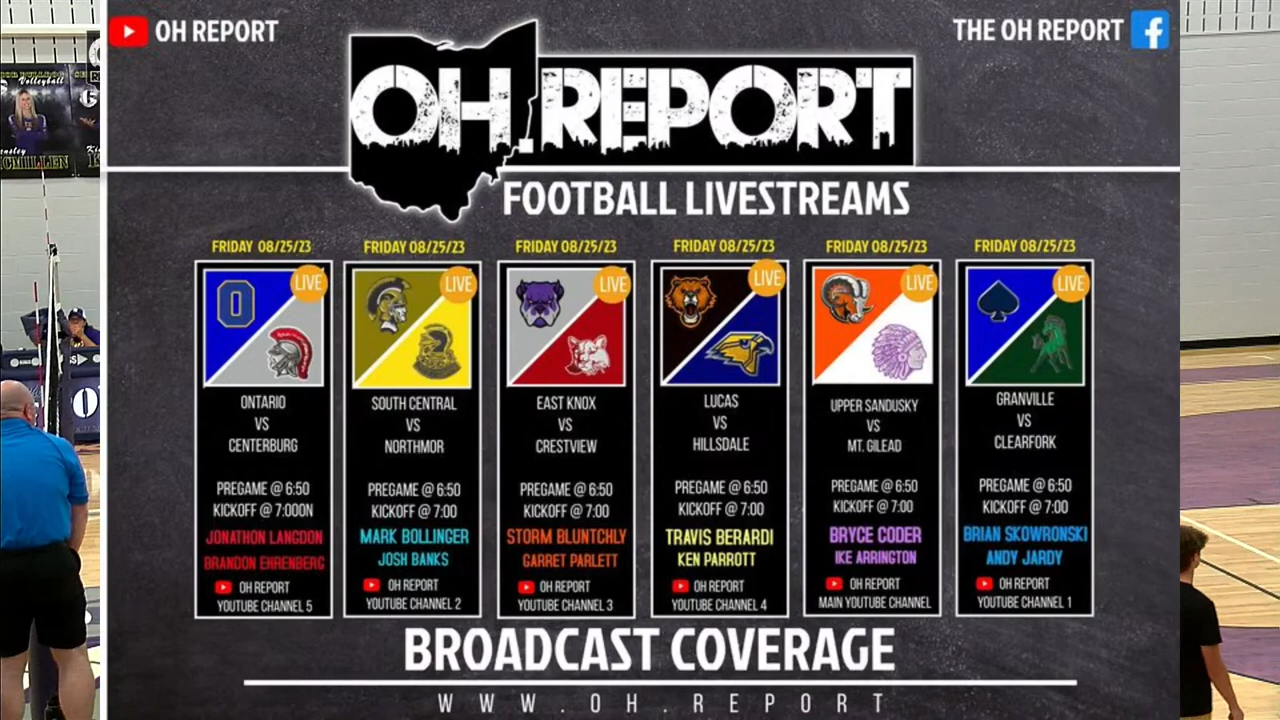 OH REPORT
THE OH REPORT
OH.REPORT
FOOTBALL LIVESTREAMS
FRIDAY 08/25/23
LIVE
O
ONTARIO
VS
CENTERBURG
PREGAME @ 6:50
KICKOFF @ 7:000N
JONATHON LANGDON
BRANDON EHRENBERG
OH REPORT
YOUTUBE CHANNEL 5
FRIDAY 08/25/23
LIVE
SOUTH CENTRAL
VS
NORTHMOR
PREGAME @ 6:50
KICKOFF @ 7:00
MARK BOLLINGER
JOSH BANKS
OH REPORT
YOUTUBE CHANNEL 2
FRIDAY 08/25/23
LIVE
EAST KNOX
VS
CRESTVIEW
PREGAME @ 6:50
KICKOFF @ 7:00
STORM BLUNTCHLY
GARRET PARLETT
OH REPORT
YOUTUBE CHANNEL 3
FRIDAY 08/25/23
LIVE
LUCAS
VS
HILLSDALE
PREGAME @ 6:50
KICKOFF @ 7:00
TRAVIS BERARDI
KEN PARROTT
OH REPORT
YOUTUBE CHANNEL 4
FRIDAY 08/25/23
LIVE
UPPER SANDUSKY
VS
MT. GILEAD
PREGAME @ 6:50
KICKOFF @ 7:00
BRYCE CODER
IKE ARRINGTON
OH REPORT
MAIN YOUTUBE CHANNEL
FRIDAY 08/25/23
LIVE
GRANVILLE
VS
CLEARFORK
PREGAME @ 6:50
KICKOFF @ 7:00
BRIAN SKOWRONSKI
ANDY JARDY
OH REPORT
YOUTUBE CHANNEL 1
BROADCAST COVERAGE
WWW.OH.REPORT
Volleyball